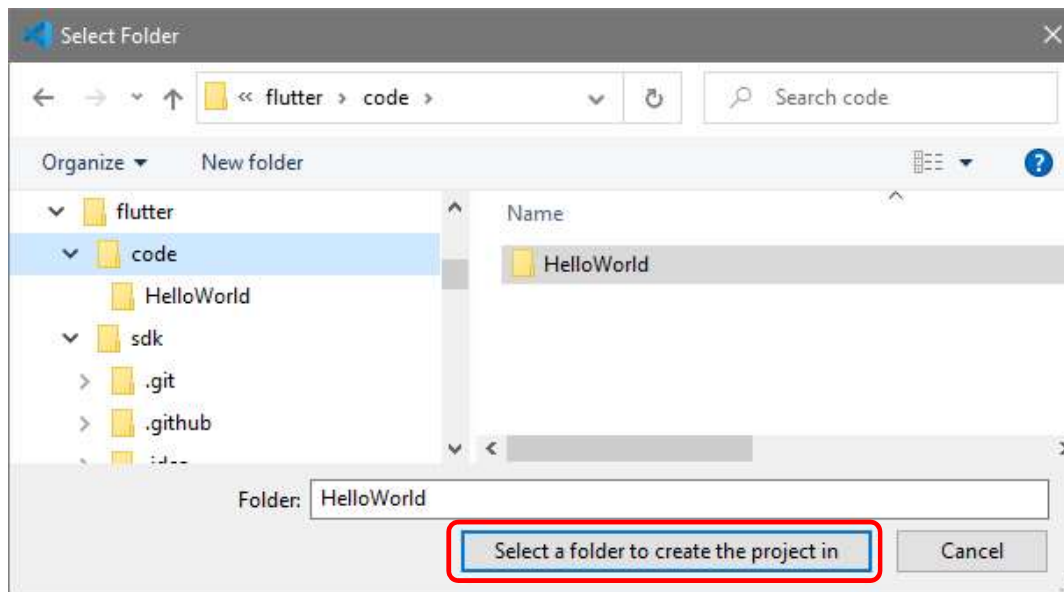 Select Folder
« flutter › code ›
Search code
Organize
New folder
flutter
Name
code
HelloWorld
HelloWorld
sdk
.git
.github
Folder:
HelloWorld
Select a folder to create the project in
Cancel